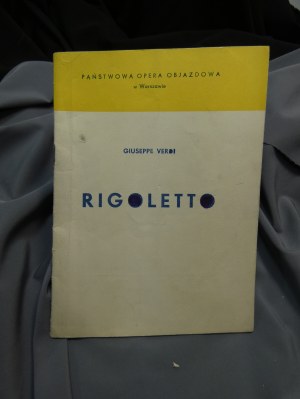 PAŃSTWOWA OPERA OBJAZDOWA
w Warszawie
GIUSEPPE VERDI
RIGOLETTO